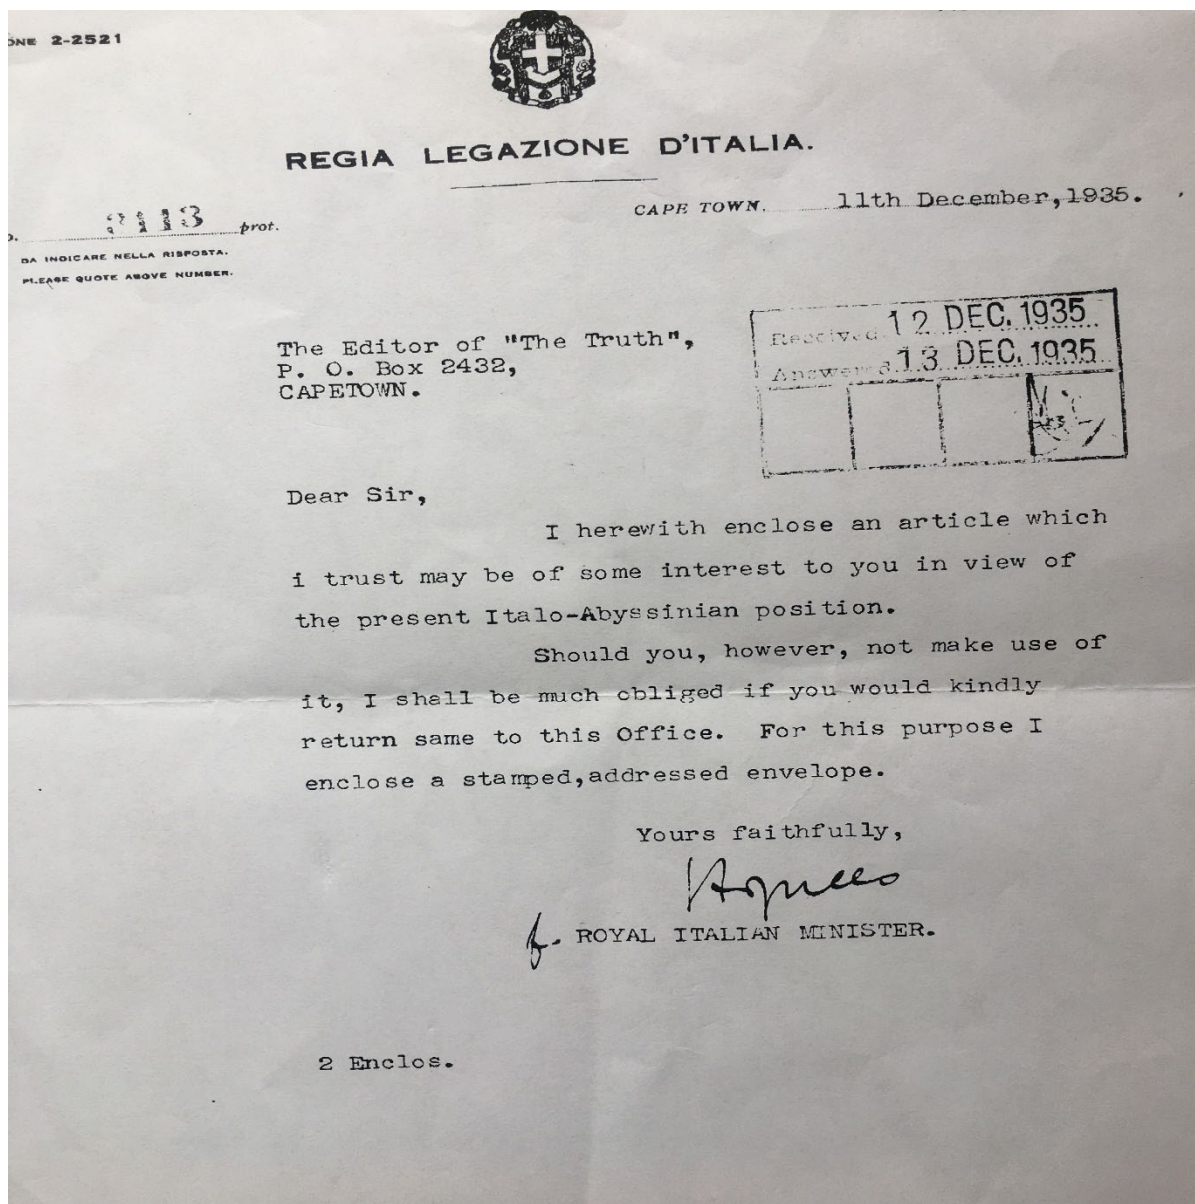 ONE 2-2521
REGIA LEGAZIONE D'ITALIA.
CAPE TOWN. 11th December, 1935.
prot.
DA INDICARE NELLA RISPOSTA.
PLEASE QUOTE ABOVE NUMBER.
Received 12 DEC. 1935
Answered 13 DEC. 1935
The Editor of "The Truth",
P. O. Box 2432,
CAPETOWN.
Dear Sir,
I herewith enclose an article which
i trust may be of some interest to you in view of
the present Italo-Abyssinian position.
Should you, however, not make use of
it, I shall be much obliged if you would kindly
return same to this Office. For this purpose I
enclose a stamped,addressed envelope.
Yours faithfully,
f. ROYAL ITALIAN MINISTER.
2 Enclos.